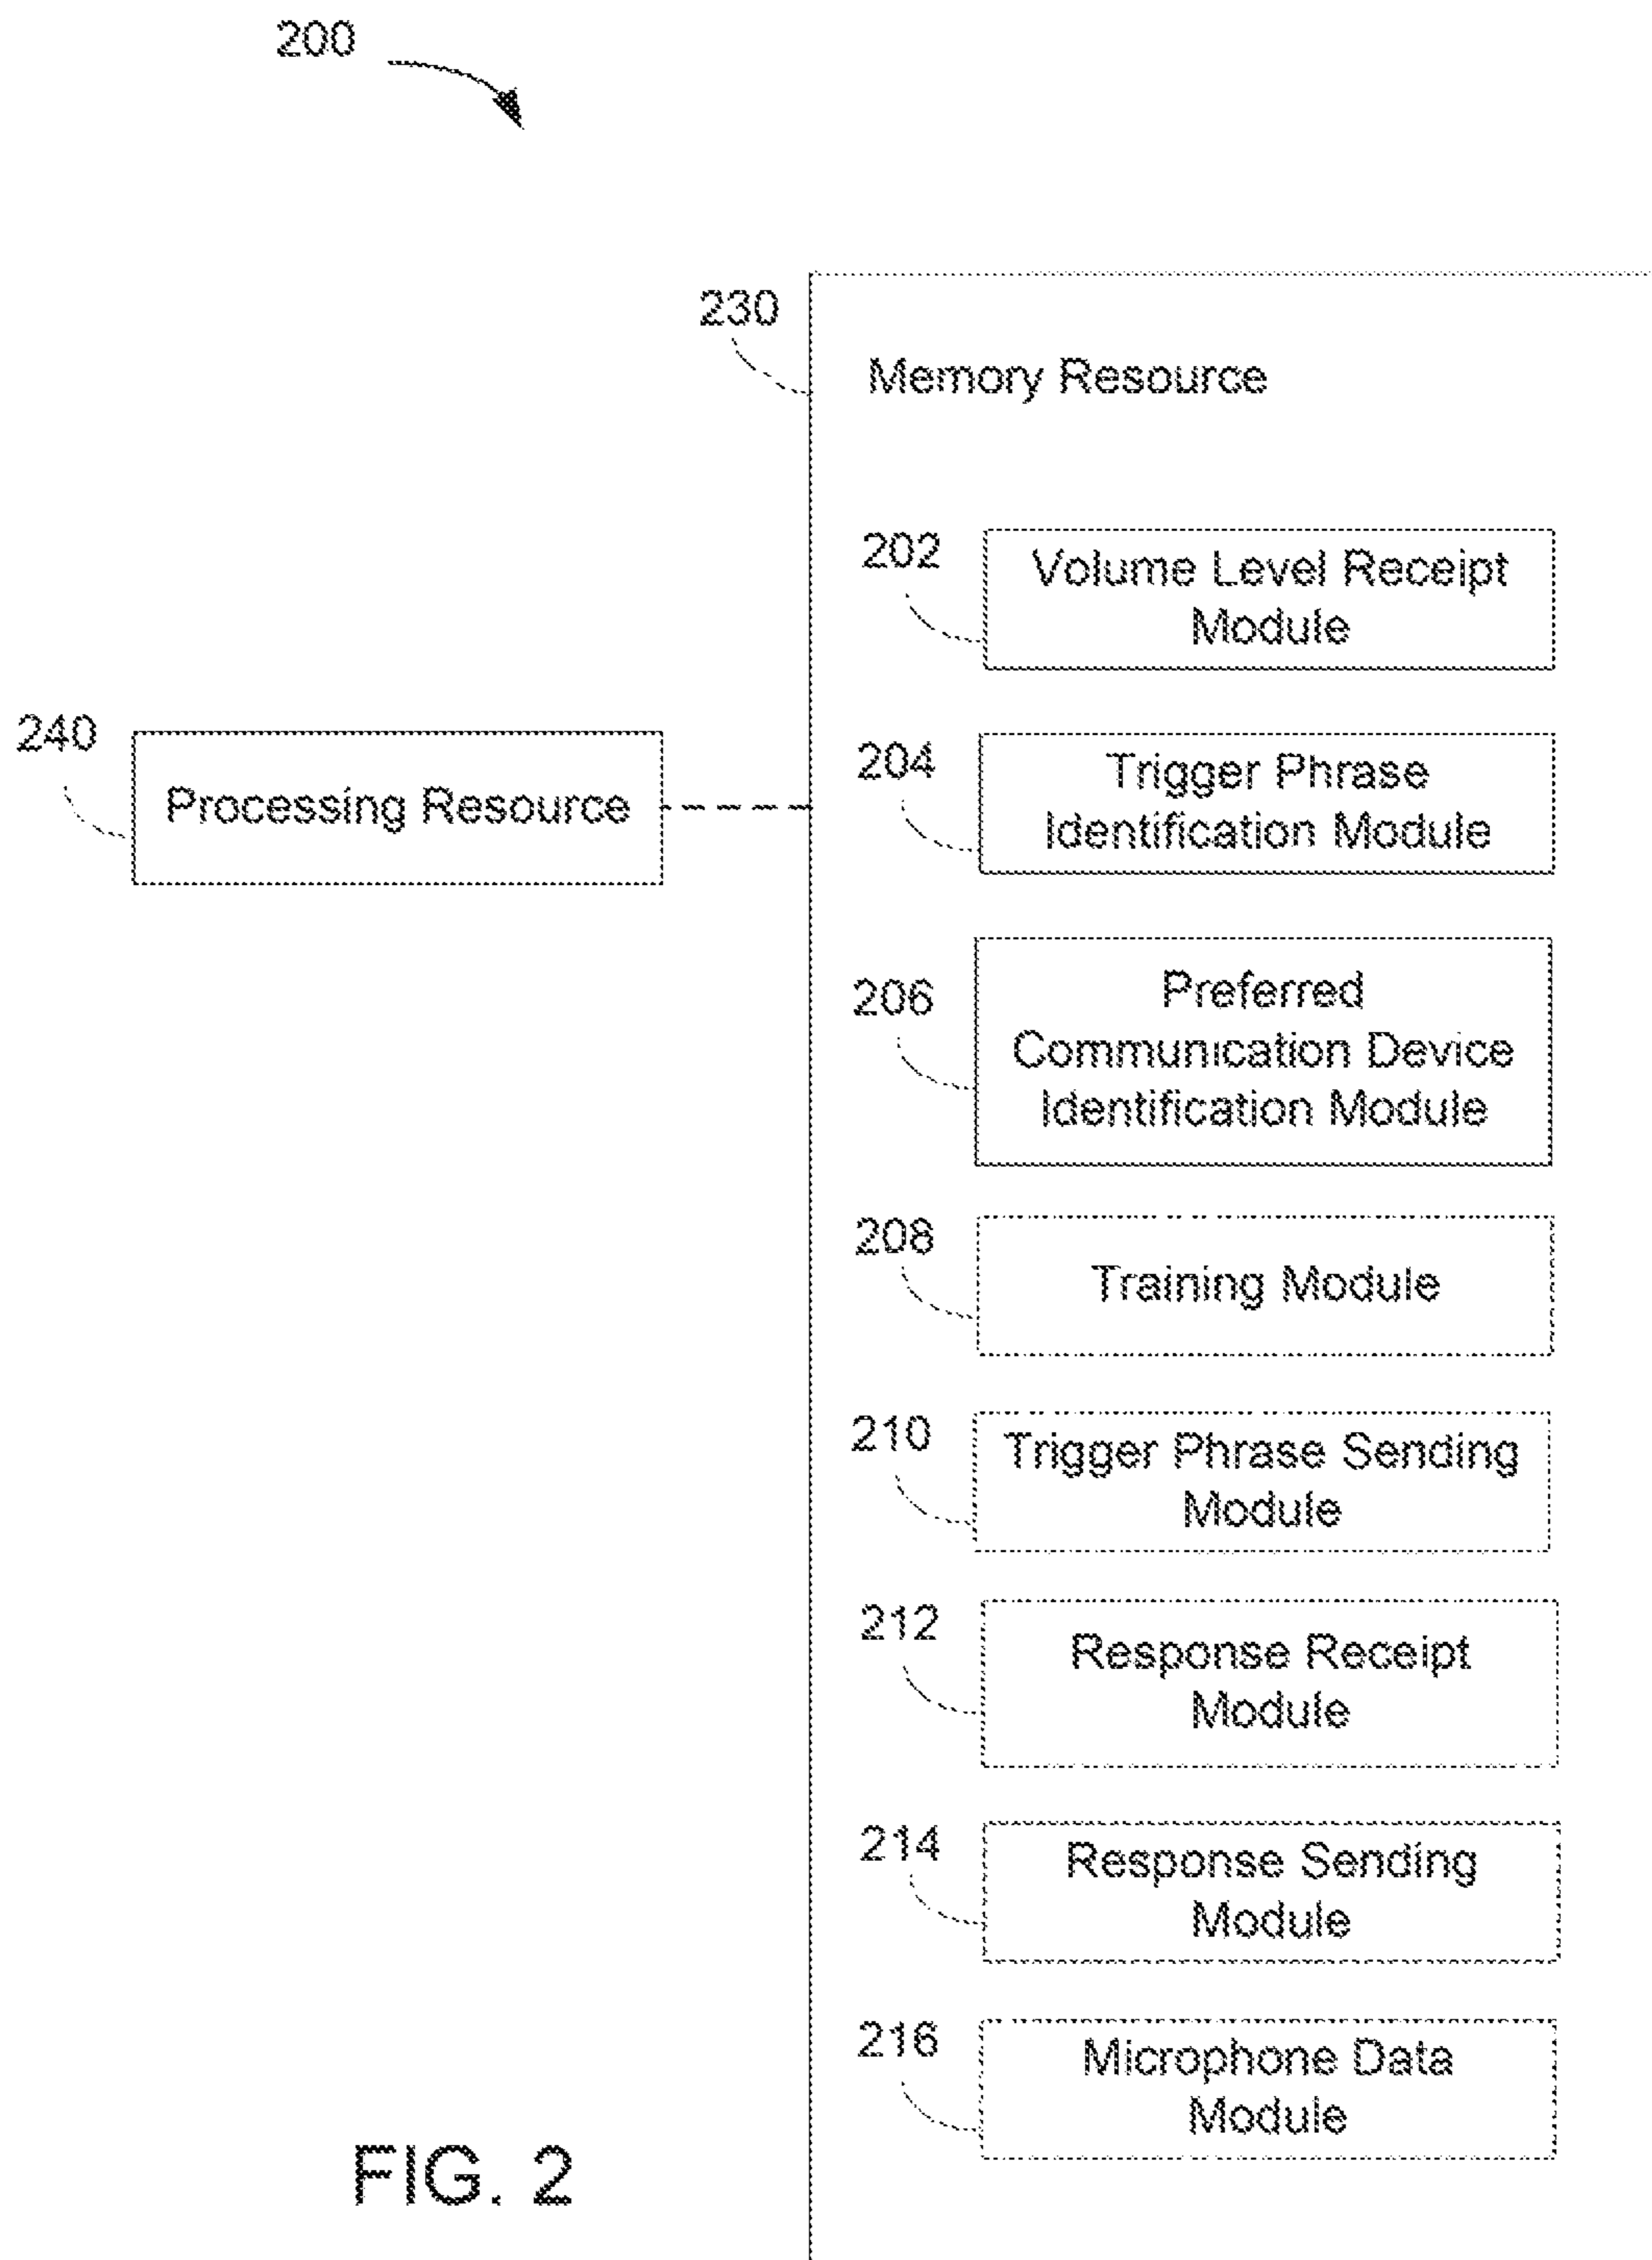 200
230
Memory Resource
202
Volume Level Receipt
Module
240
Processing Resource
204
Trigger Phrase
Identification Module
206
Preferred
Communication Device
Identification Module
208
Training Module
210
Trigger Phrase Sending
Module
212
Response Receipt
Module
214
Response Sending
Module
216
Microphone Data
Module
FIG. 2